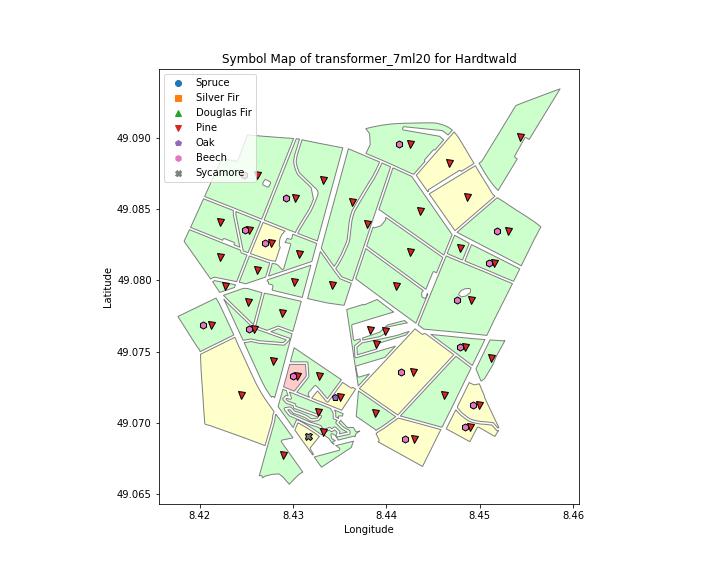 Symbol Map of transformer_7ml20 for Hardtwald
Spruce
Silver Fir
Douglas Fir
Pine
Oak
Beech
Sycamore
49.090
49.085
49.080
49.075
49.070
49.065
Latitude
8.42 8.43 8.44 8.45 8.46
Longitude